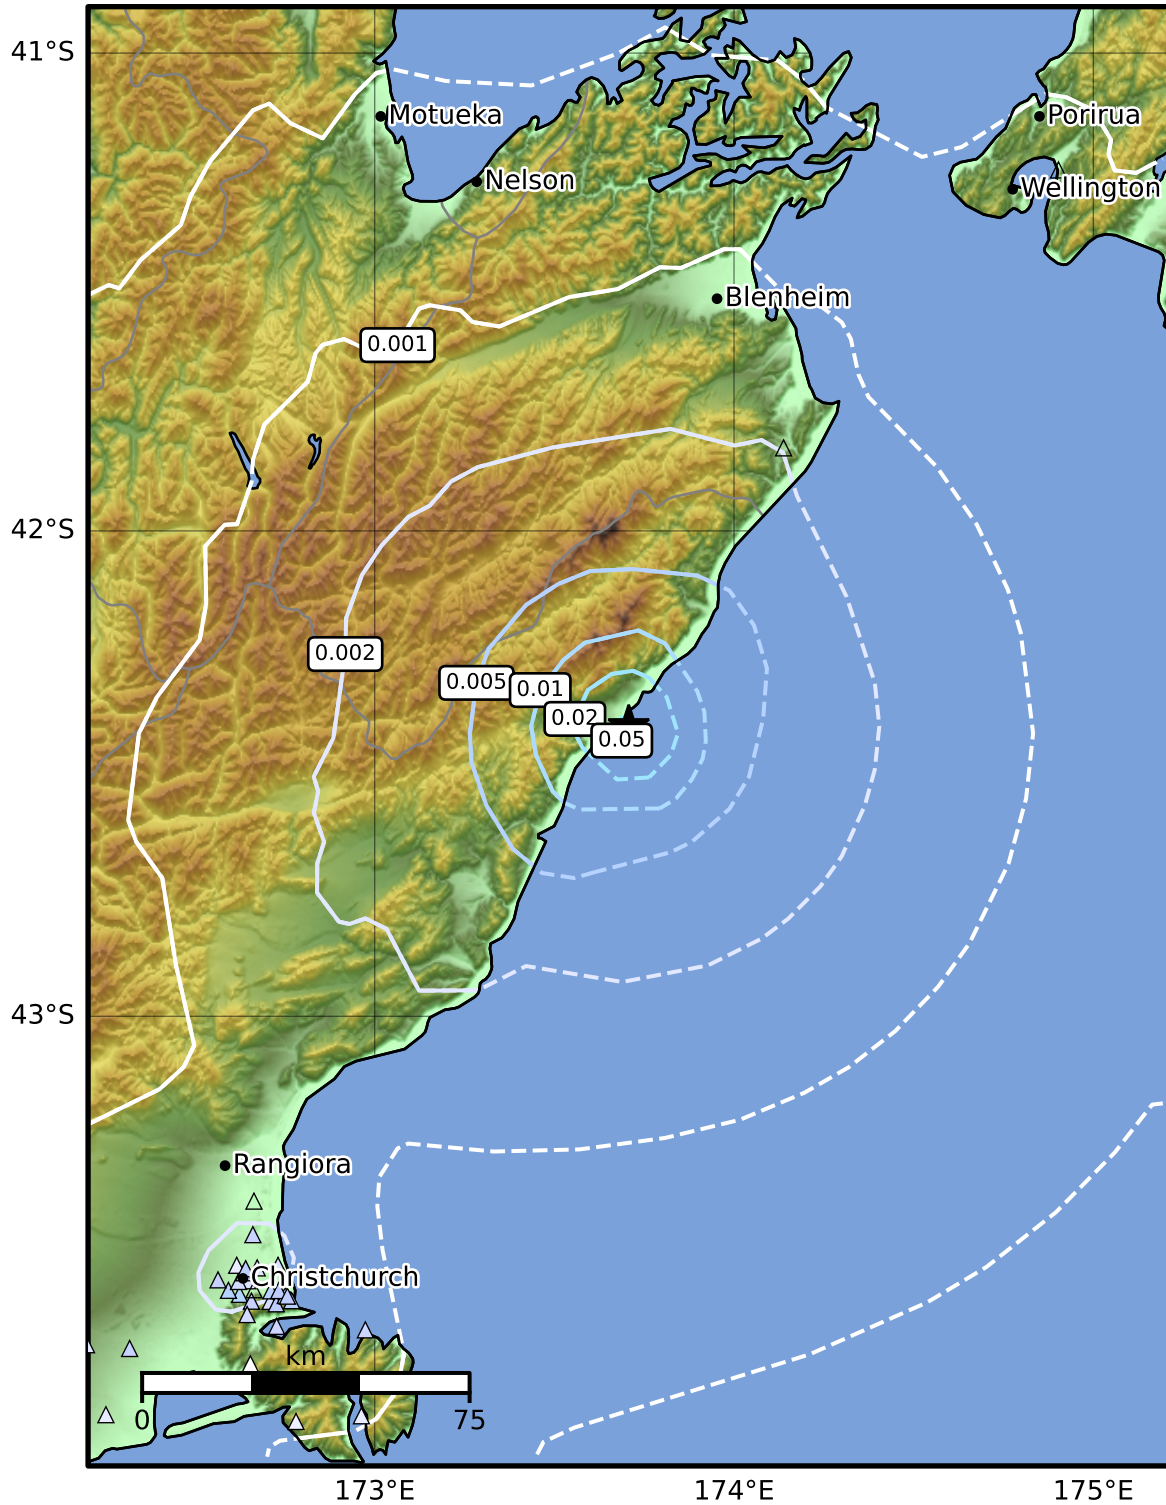 41°S
Motueka
Porirua
Nelson
Wellington
Blenheim
0.001
42°S
0.002
0.005
0.01
0.02
0.05
43°S
Rangiora
Christchurch
km
0
75
173°E
174°E
175°E